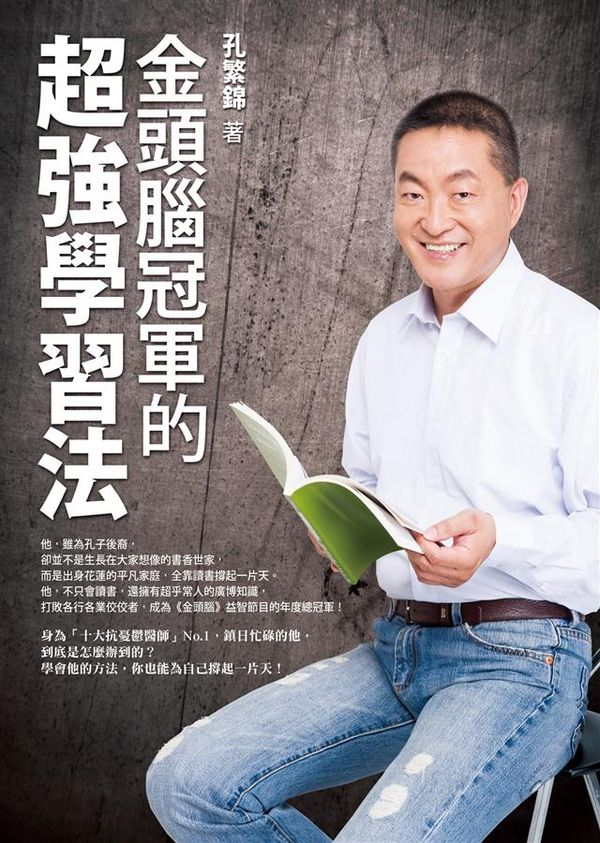 孔繁錦 著
金頭腦冠軍的
超強學習法
他，雖為孔子後裔，
卻並不是生長在大家想像的書香世家，
而是出身花蓮的平凡家庭，全靠讀書撐起一片天。
他，不只會讀書，還擁有超乎常人的廣博知識，
打敗各行各業佼佼者，成為《金頭腦》益智節目的年度總冠軍！
身為「十大抗憂鬱醫師」No.1，鎮日忙碌的他，
到底是怎麼辦到的？
學會他的方法，你也能為自己撐起一片天！